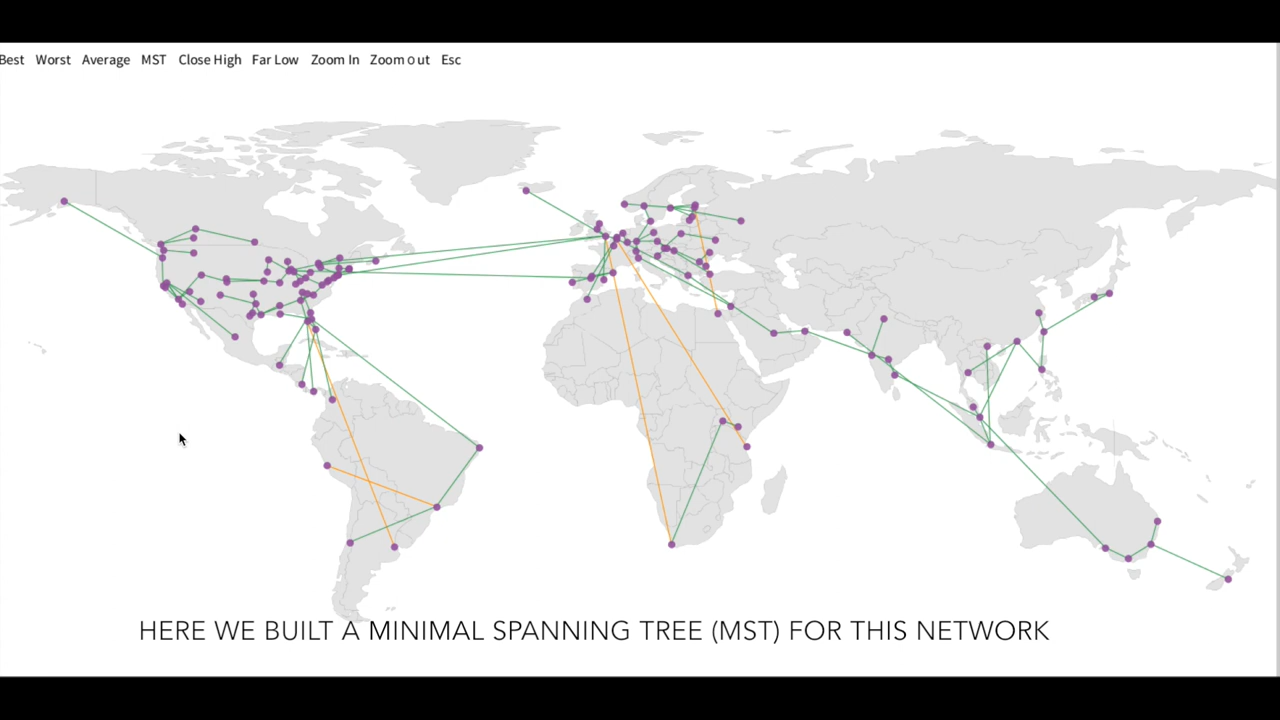 Best Worst Average MST Close High Far Low Zoom In Zoom Out Esc
HERE WE BUILT A MINIMAL SPANNING TREE (MST) FOR THIS NETWORK